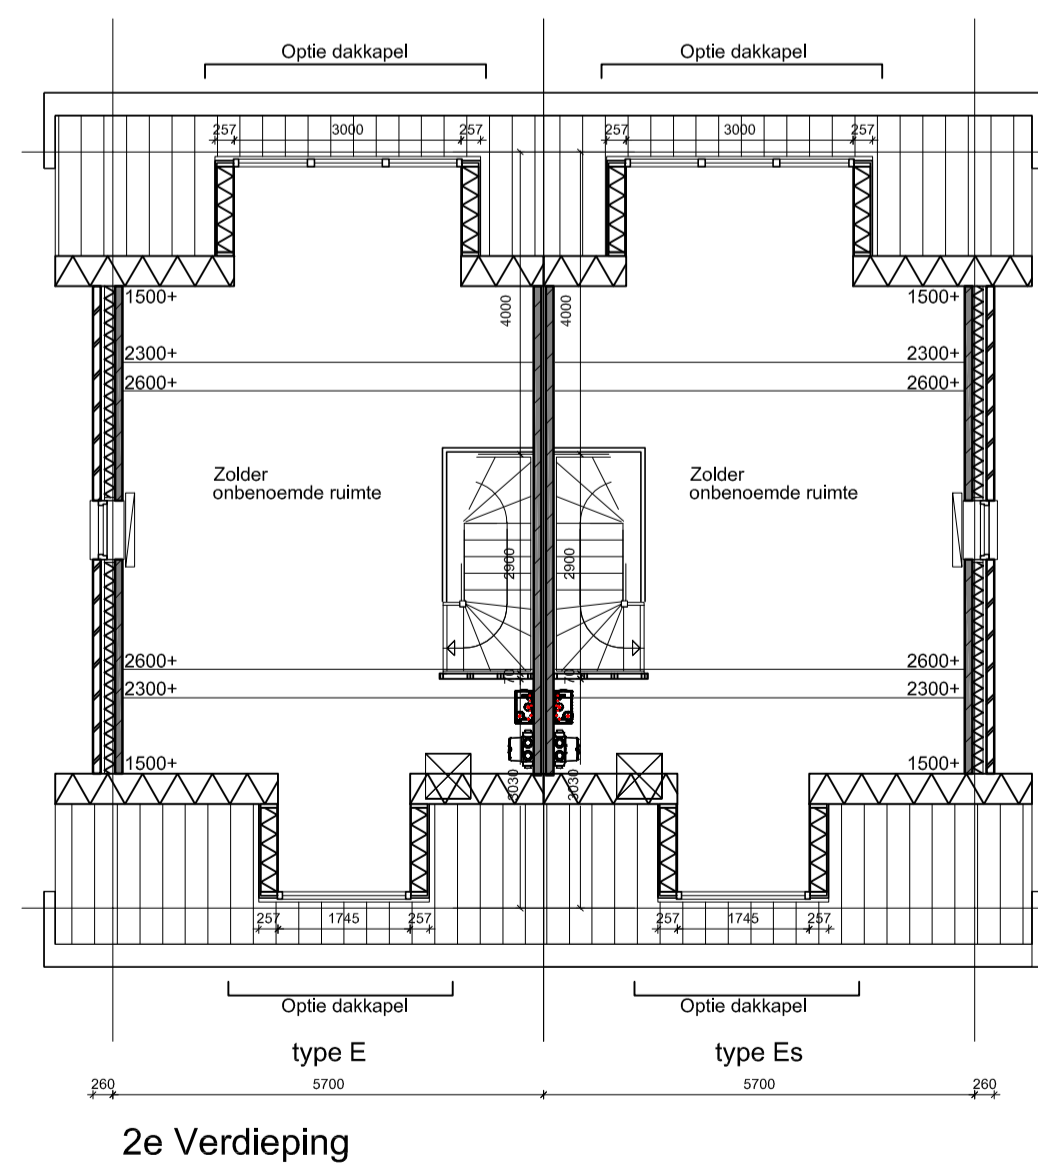 Optie dakkapel Optie dakkapel
257 3000 257 257 3000 257
1500+ 4000 4000 1500+
2300+ 2300+
2600+ 2600+
Zolder Zolder
onbenoemde ruimte onbenoemde ruimte
2900 2900
2600+ 2600+
70 70
2300+ 2300+
1500+ 1500+
3030 3030
257 1745 257 257 1745 257
Optie dakkapel Optie dakkapel
type E type Es
260 5700 5700 260
2e Verdieping